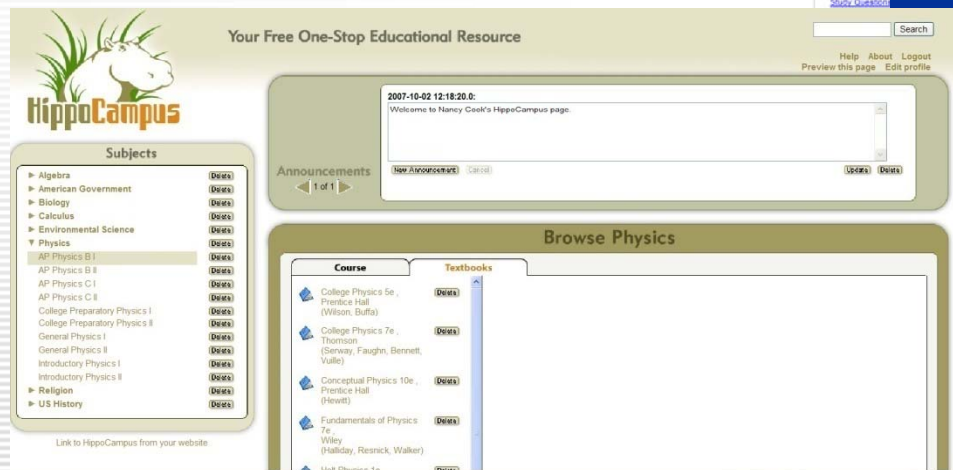 Study Questions
Your Free One-Stop Educational Resource
Search
Help About Logout
Preview this page Edit profile
HippoCampus
2007-10-02 12:18:20.0:
Welcome to Nancy Cook's HippoCampus page.
Announcements
1 of 1
New Announcement Cancel Update Delete
Subjects
Algebra Delete
American Government Delete
Biology Delete
Calculus Delete
Environmental Science Delete
Physics Delete
AP Physics B I Delete
AP Physics B II Delete
AP Physics C I Delete
AP Physics C II Delete
College Preparatory Physics I Delete
College Preparatory Physics II Delete
General Physics I Delete
General Physics II Delete
Introductory Physics I Delete
Introductory Physics II Delete
Religion Delete
US History Delete
Link to HippoCampus from your website
Browse Physics
Course Textbooks
College Physics 5e , Delete
Prentice Hall
(Wilson, Buffa)
College Physics 7e , Delete
Thomson
(Serway, Faughn, Bennett,
Vuille)
Conceptual Physics 10e , Delete
Prentice Hall
(Hewitt)
Fundamentals of Physics Delete
7e ,
Wiley
(Halliday, Resnick, Walker)
Holt Physics 1e Delete